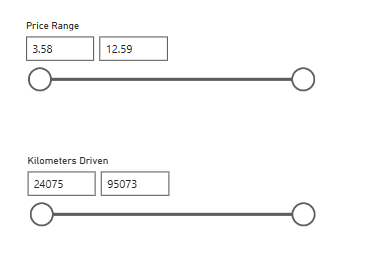 Price Range
3.58 12.59
Kilometers Driven
24075 95073